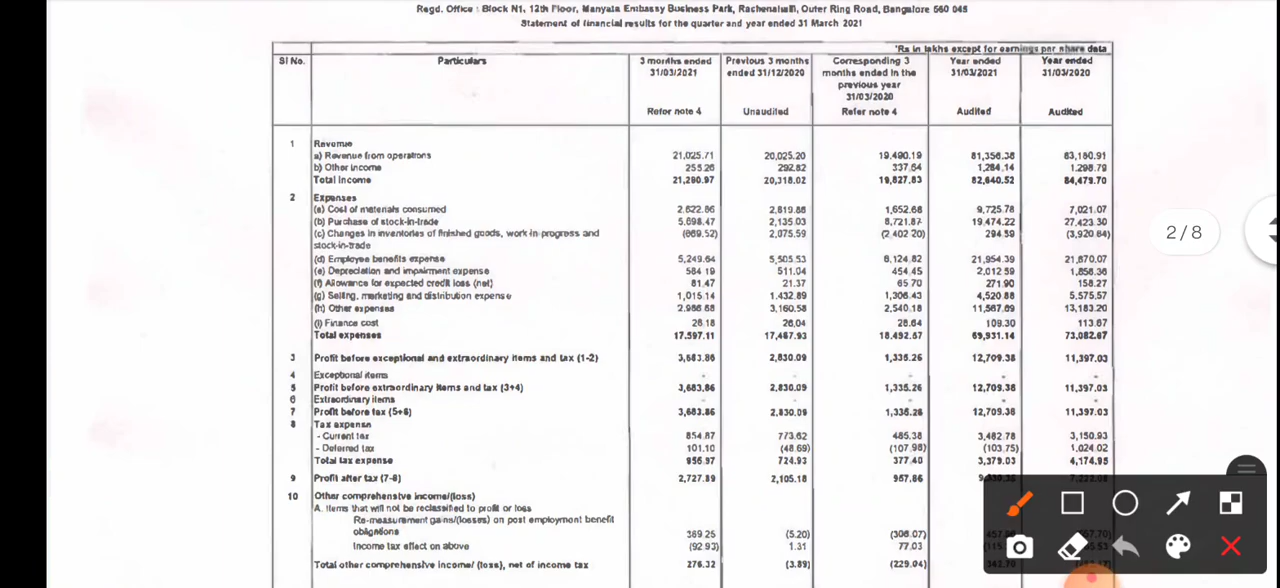 Regd. Office : Block N1, 12th Floor, Manyata Embassy Business Park, Rachenahalli, Outer Ring Road, Bangalore 560 045
Statement of financial results for the quarter and year ended 31 March 2021
'Rs in lakhs except for earnings per share data
Sl No. Particulars 3 months ended 31/03/2021 Refer note 4 Previous 3 months ended 31/12/2020 Unaudited Corresponding 3 months ended in the previous year 31/03/2020 Refer note 4 Year ended 31/03/2021 Audited Year ended 31/03/2020 Audited
1 Revenue
a) Revenue from operations 21,025.71 20,025.20 19,490.19 81,356.38 83,180.91
b) Other income 255.26 292.82 337.64 1,284.14 1,298.79
Total income 21,280.97 20,318.02 19,827.83 82,640.52 84,479.70
2 Expenses
(a) Cost of materials consumed 2,622.86 2,819.86 1,652.68 9,725.78 7,021.07
(b) Purchase of stock-in-trade 5,698.47 2,135.03 8,721.87 19,474.22 27,423.30
(c) Changes in inventories of finished goods, work-in-progress and 2,075.59 (2,402.20) 294.59 (3,920.84)
stock-in-trade
(d) Employee benefits expense 5,249.64 5,505.53 6,124.82 21,954.39 21,670.07
(e) Depreciation and impairment expense 584.19 511.04 454.45 2,012.59 1,858.36
(f) Allowance for expected credit loss (net) 81.47 21.37 65.70 271.90 158.27
(g) Selling, marketing and distribution expense 1,015.14 1,432.89 1,306.43 4,520.88 5,575.57
(h) Other expenses 2,986.68 3,160.58 2,540.18 11,567.69 13,183.20
(i) Finance cost 26.18 26.04 28.64 109.30 113.67
Total expenses 17,597.11 17,487.93 18,492.57 69,931.14 73,082.67
3 Profit before exceptional and extraordinary items and tax (1-2) 3,683.86 2,830.09 1,335.26 12,709.38 11,397.03
4 Exceptional items - - - - -
5 Profit before extraordinary items and tax (3+4) 3,683.86 2,830.09 1,335.26 12,709.38 11,397.03
6 Extraordinary items - - - - -
7 Profit before tax (5+6) 3,683.86 2,830.09 1,335.26 12,709.38 11,397.03
8 Tax expense
- Current tax 854.87 773.62 485.38 3,482.78 3,150.93
- Deferred tax 101.10 (48.69) (107.98) (103.75) 1,024.02
Total tax expense 956.97 724.93 377.40 3,379.03 4,174.95
9 Profit after tax (7-8) 2,727.89 2,105.16 957.86
10 Other comprehensive income/(loss)
A. Items that will not be reclassified to profit or loss
Re-measurement gains/(losses) on post employment benefit
obligations 369.25 (5.20) (306.07)
Income tax effect on above (92.93) 1.31 77.03
Total other comprehensive income/ (loss), net of income tax 276.32 (3.89) (229.04)
2 / 8